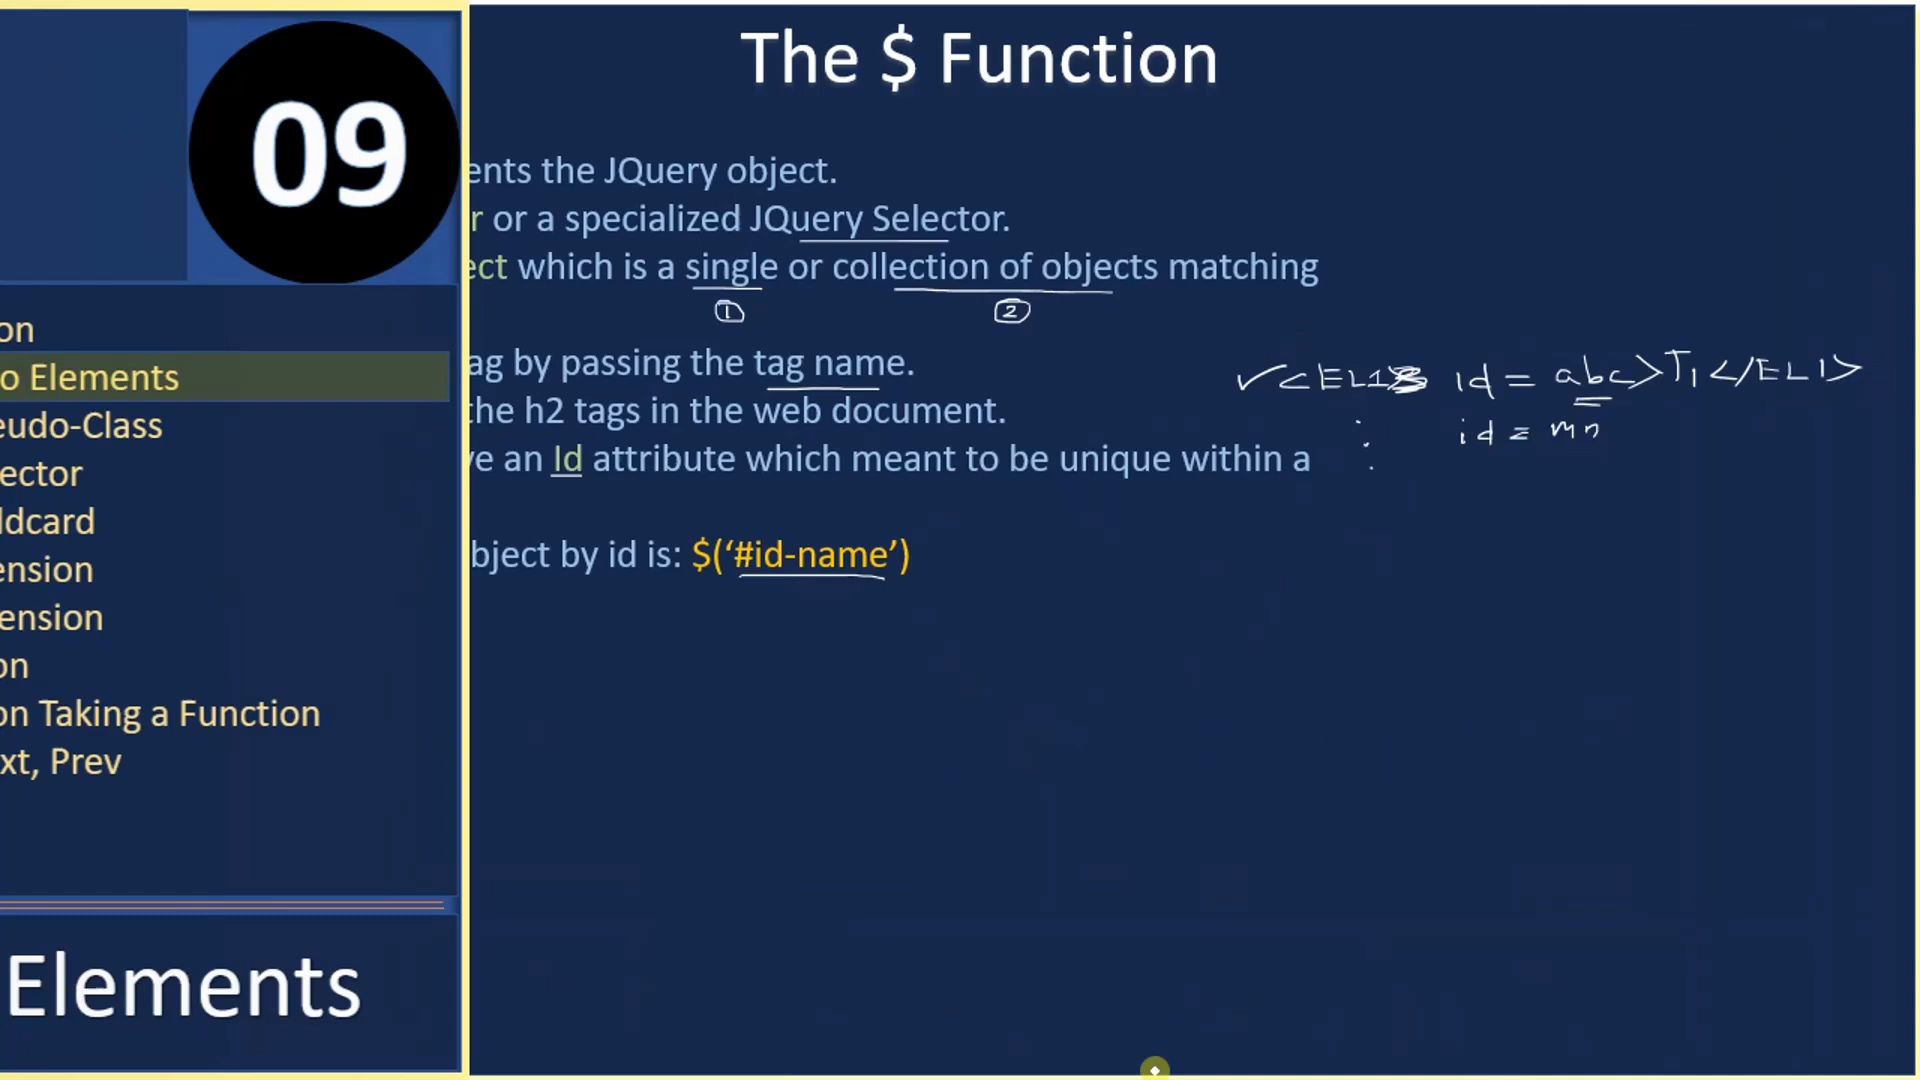 The $ Function
09
ents the JQuery object.
r or a specialized JQuery Selector.
ect which is a single or collection of objects matching
1
2
ag by passing the tag name.
the h2 tags in the web document.
ve an Id attribute which meant to be unique within a
bject by id is: $(‘#id-name’)
<EL1 id = abc>T1</EL1>
id = mn
on
o Elements
eudo-Class
ector
ldcard
ension
ension
on
on Taking a Function
xt, Prev
Elements